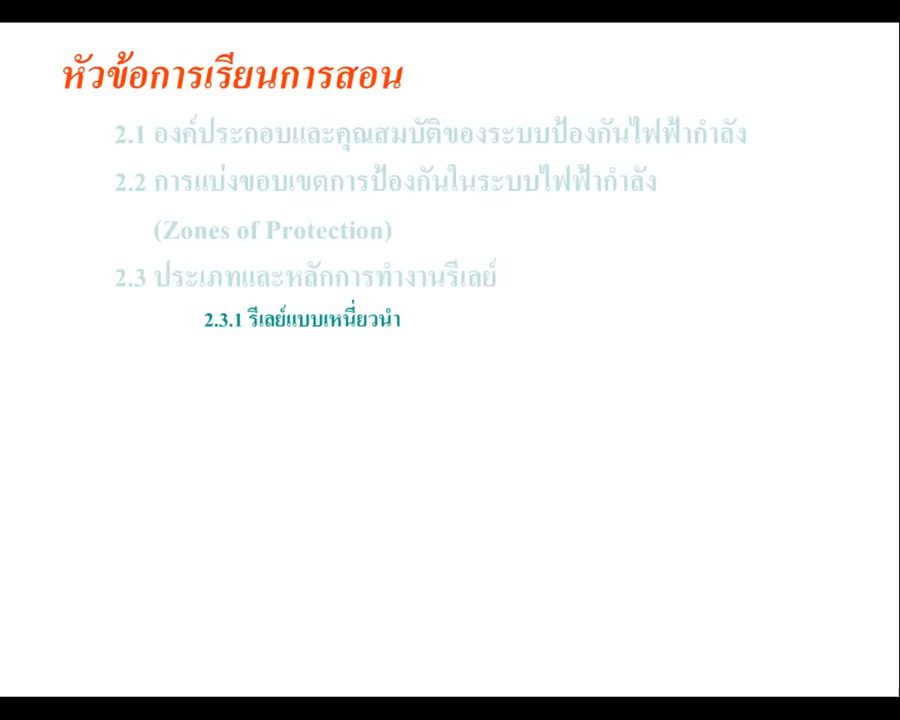 หัวข้อการเรียนการสอน
2.1 องค์ประกอบและคุณสมบัติของระบบป้องกันไฟฟ้ากำลัง
2.2 การแบ่งขอบเขตการป้องกันในระบบไฟฟ้ากำลัง
(Zones of Protection)
2.3 ประเภทและหลักการทำงานรีเลย์
2.3.1 รีเลย์แบบเหนี่ยวนำ